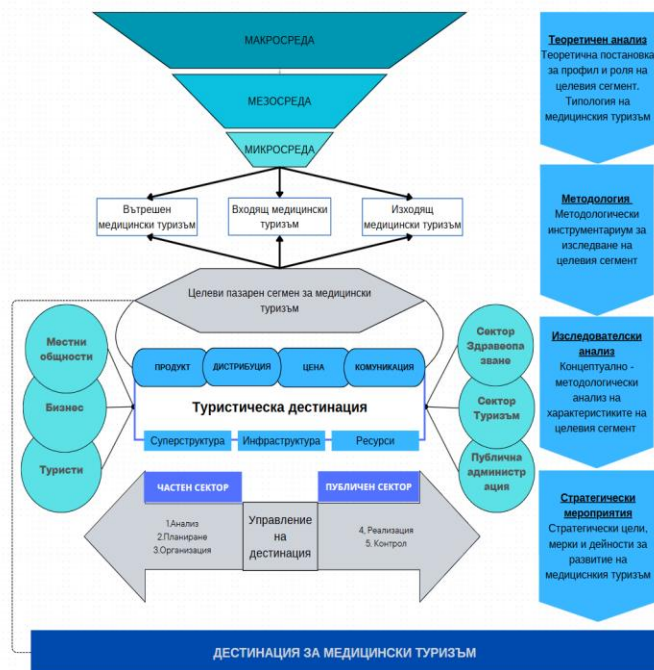 МАКРОСРЕДА
МЕЗОСРЕДА
МИКРОСРЕДА
Вътрешен
медицински туризъм
Входящ медицински
туризъм
Изходящ
медицински туризъм
Целеви пазарен сегмен за медицински
туризъм
Местни
общности
Бизнес
Туристи
ПРОДУКТ
ДИСТРИБУЦИЯ
ЦЕНА
КОМУНИКАЦИЯ
Туристическа дестинация
Суперструктура
Инфраструктура
Ресурси
Сектор
Здравеопа
зване
Сектор
Туризъм
Публична
админист
рация
ЧАСТЕН СЕКТОР
ПУБЛИЧЕН СЕКТОР
1.Анализ
2.Планиране
3.Организация
Управление
на
дестинация
4, Реализация
5. Контрол
ДЕСТИНАЦИЯ ЗА МЕДИЦИНСКИ ТУРИЗЪМ
Теоретичен анализ
Теоретична постановка
за профил и роля на
целевия сегмент.
Типология на
медицинския туризъм
Методология
Методологически
инструментариум за
изследване на
целевия сегмент
Изследователски
анализ
Концептуално -
методологически
анализ на
характеристиките на
целевия сегмент
Стратегически
мероприятия
Стратегически цели,
мерки и дейности за
развитие на
медициснкия туризъм